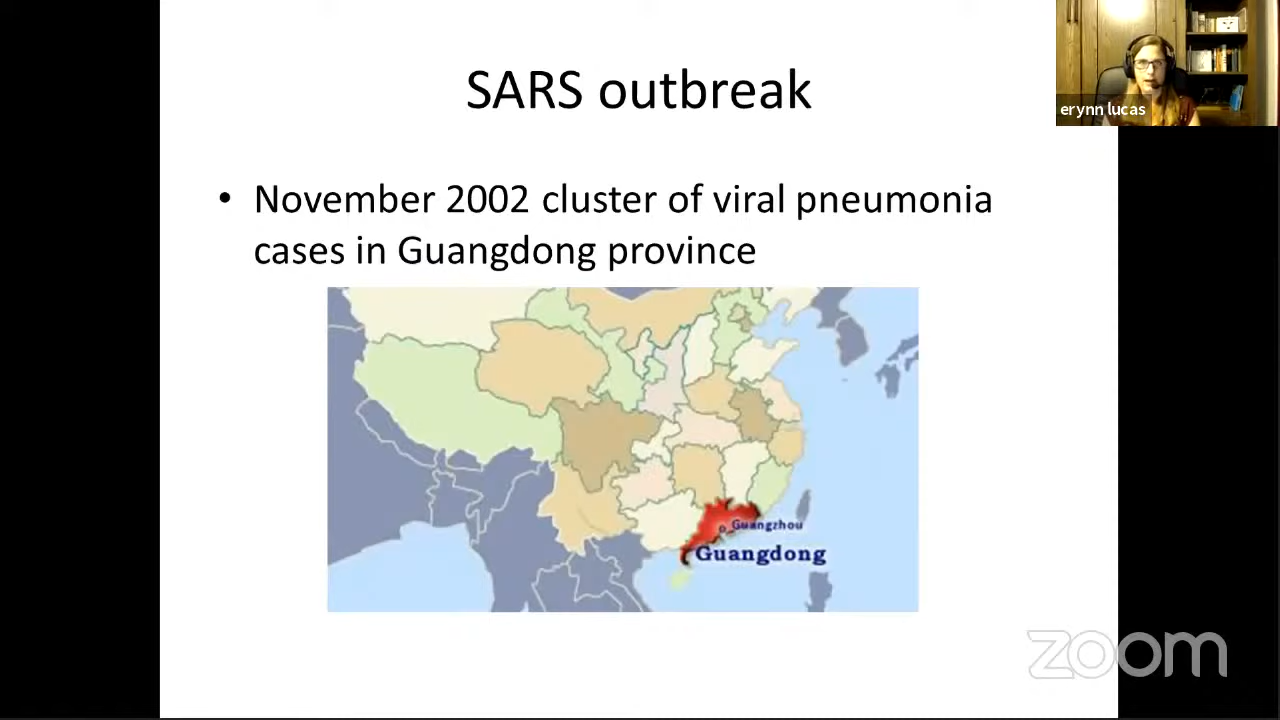 SARS outbreak
erynn lucas
• November 2002 cluster of viral pneumonia
cases in Guangdong province
Guangzhou
Guangdong
zoom